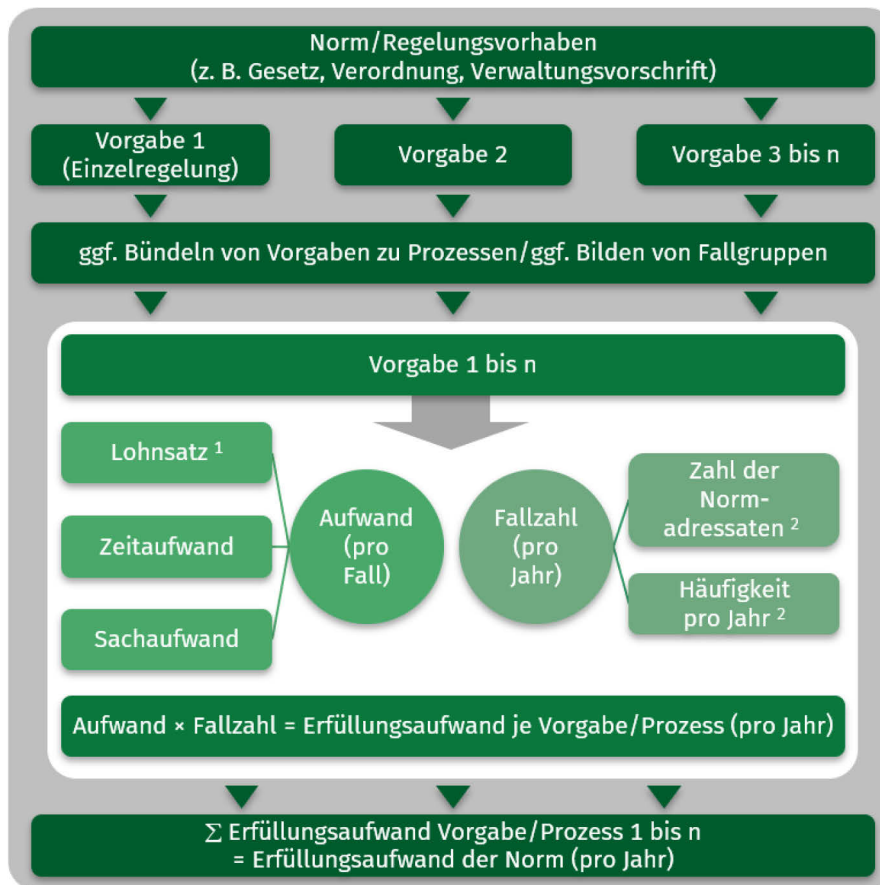 Norm/Regelungsvorhaben
(z. B. Gesetz, Verordnung, Verwaltungsvorschrift)
Vorgabe 1
(Einzelregelung)
Vorgabe 2
Vorgabe 3 bis n
ggf. Bündeln von Vorgaben zu Prozessen/ggf. Bilden von Fallgruppen
Vorgabe 1 bis n
Lohnsatz ¹
Zeitaufwand
Sachaufwand
Aufwand
(pro
Fall)
Fallzahl
(pro
Jahr)
Zahl der
Norm-
adressaten ²
Häufigkeit
pro Jahr ²
Aufwand × Fallzahl = Erfüllungsaufwand je Vorgabe/Prozess (pro Jahr)
Σ Erfüllungsaufwand Vorgabe/Prozess 1 bis n
= Erfüllungsaufwand der Norm (pro Jahr)